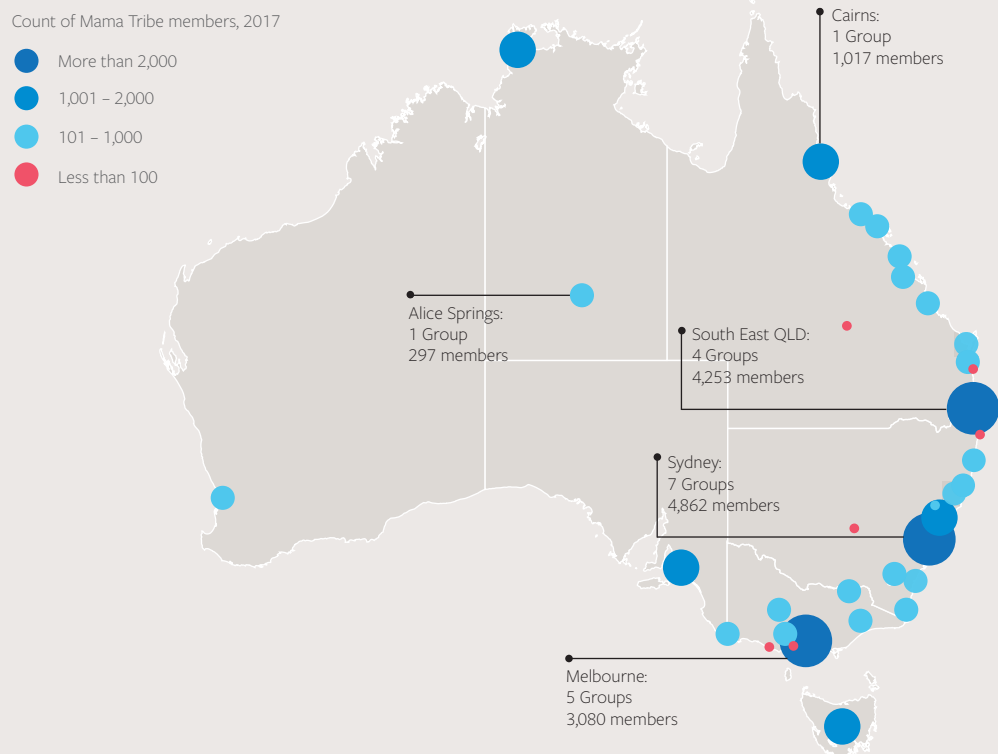 Count of Mama Tribe members, 2017
More than 2,000
1,001 – 2,000
101 – 1,000
Less than 100
Cairns:
1 Group
1,017 members
Alice Springs:
1 Group
297 members
South East QLD:
4 Groups
4,253 members
Sydney:
7 Groups
4,862 members
Melbourne:
5 Groups
3,080 members